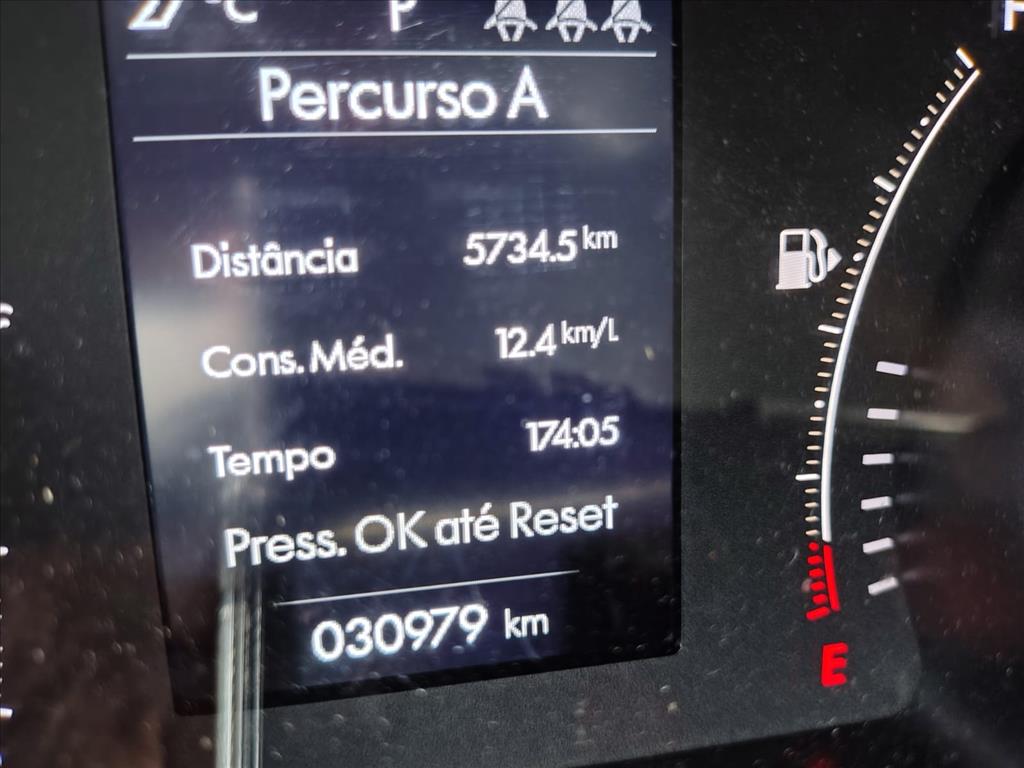 °C P
Percurso A
Distância 5734.5 km
Cons. Méd. 12.4 km/L
Tempo 174:05
Press. OK até Reset
030979 km
E